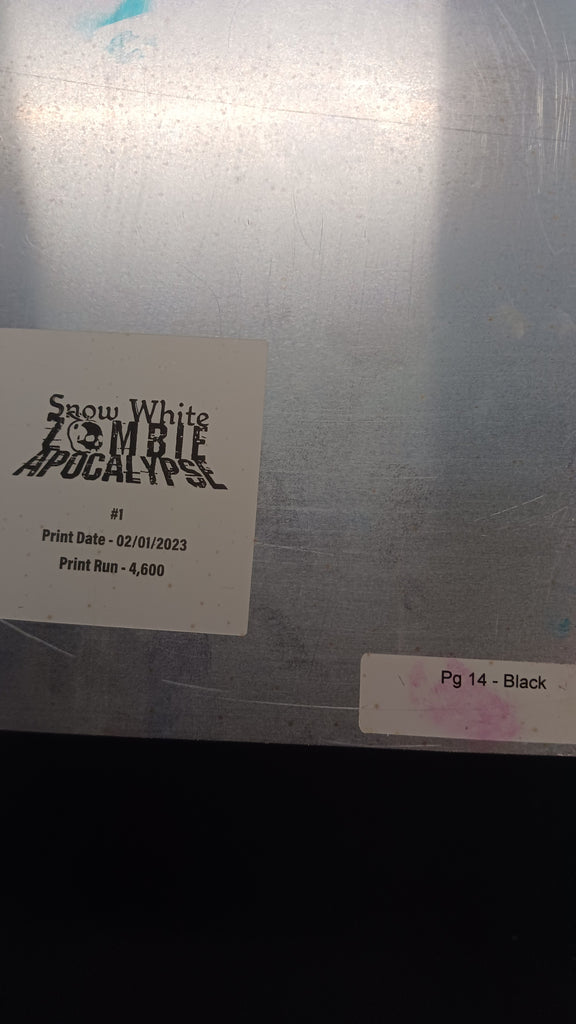 Snow White
ZOMBIE
APOCALYPSE
#1
Print Date - 02/01/2023
Print Run - 4,600
Pg 14 - Black